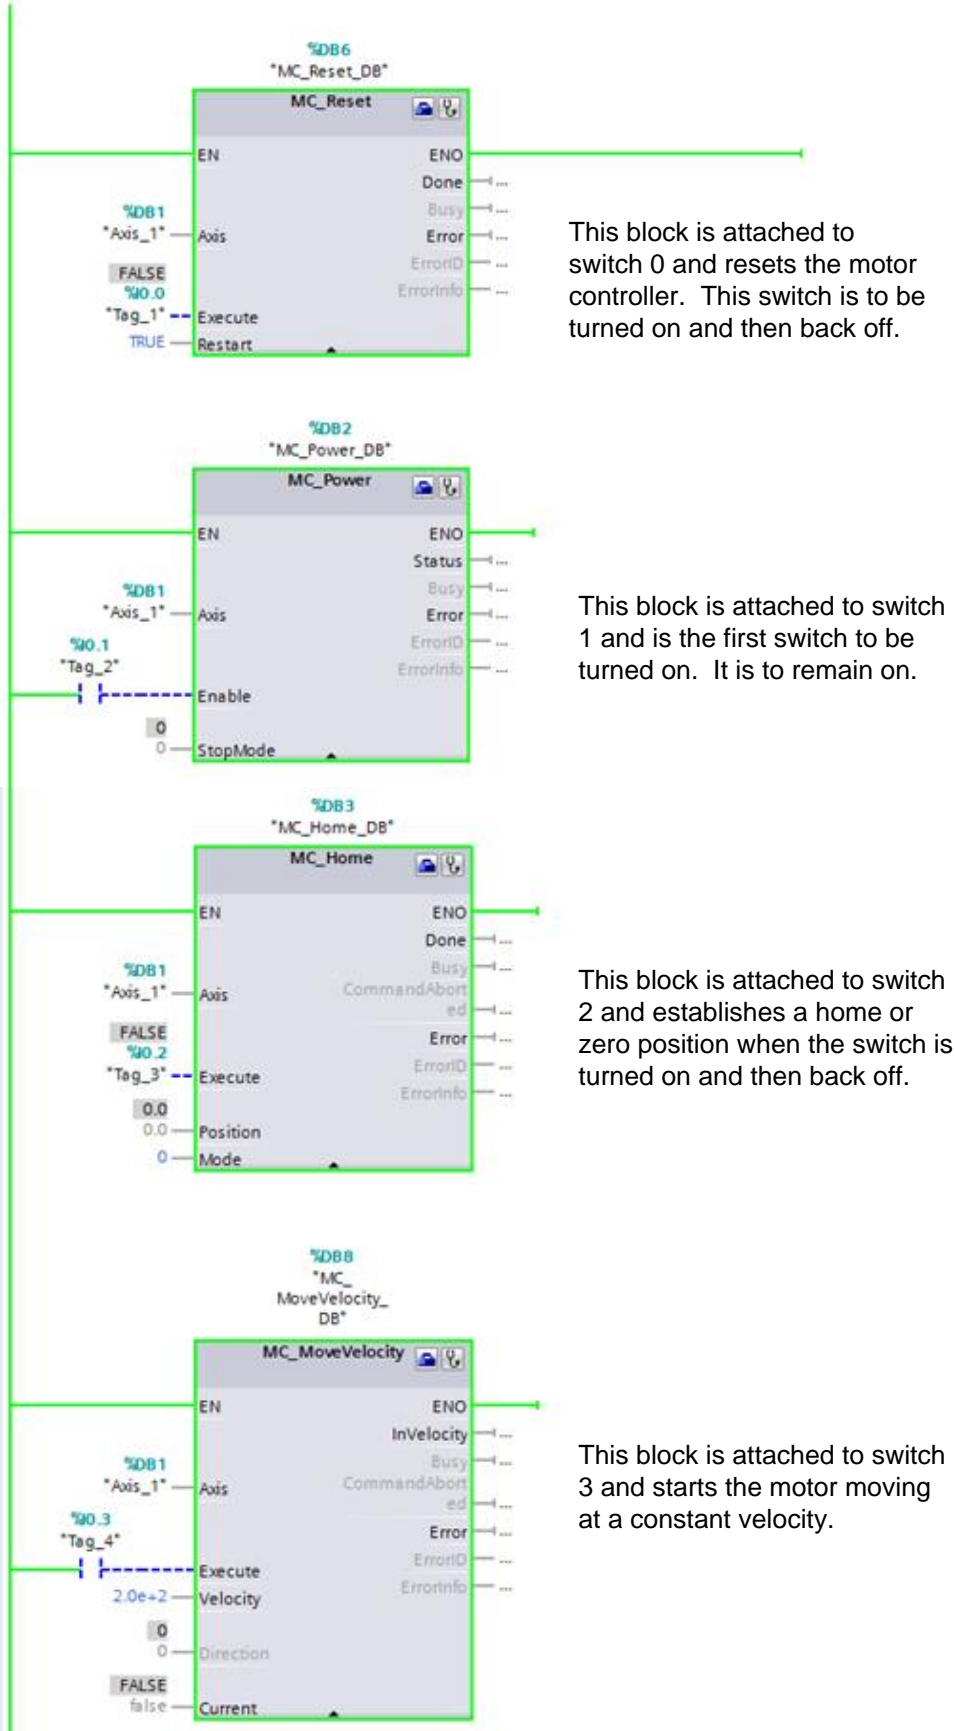 %DB6
"MC_Reset_DB"
MC_Reset
EN ENO
Done ...
%DB1 Busy ...
"Axis_1" Axis Error ...
ErrorID ...
FALSE
%I0.0 ErrorInfo ...
"Tag_1" Execute
TRUE Restart
This block is attached to
switch 0 and resets the motor
controller. This switch is to be
turned on and then back off.
%DB2
"MC_Power_DB"
MC_Power
EN ENO
Status ...
%DB1 Busy ...
"Axis_1" Axis Error ...
%I0.1 ErrorID ...
"Tag_2" ErrorInfo ...
Enable
0
0 StopMode
This block is attached to switch
1 and is the first switch to be
turned on. It is to remain on.
%DB3
"MC_Home_DB"
MC_Home
EN ENO
Done ...
%DB1 Busy ...
"Axis_1" Axis CommandAbort
ed ...
FALSE Error ...
%I0.2 ErrorID ...
"Tag_3" Execute
ErrorInfo ...
0.0
0.0 Position
0 Mode
This block is attached to switch
2 and establishes a home or
zero position when the switch is
turned on and then back off.
%DB8
"MC_
MoveVelocity_
DB"
MC_MoveVelocity
EN ENO
InVelocity ...
%DB1 Busy ...
"Axis_1" Axis CommandAbort
ed ...
%I0.3
"Tag_4" Error ...
ErrorID ...
Execute
2.0e+2 Velocity ErrorInfo ...
0
0 Direction
FALSE
false Current
This block is attached to switch
3 and starts the motor moving
at a constant velocity.